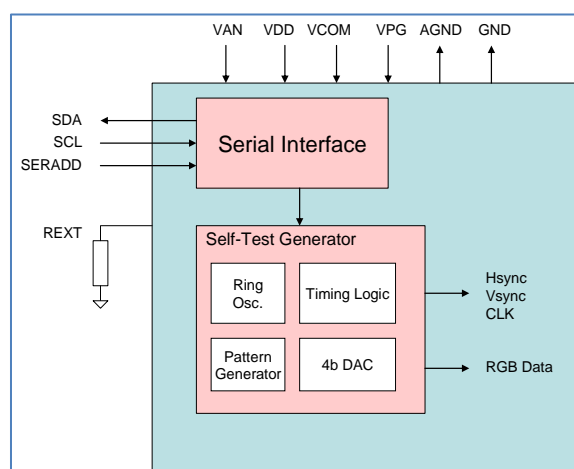 VAN VDD VCOM VPG AGND GND
SDA
SCL
SERADD
Serial Interface
REXT
Self-Test Generator
Ring
Osc.
Timing Logic
Pattern
Generator
4b DAC
Hsync
Vsync
CLK
RGB Data